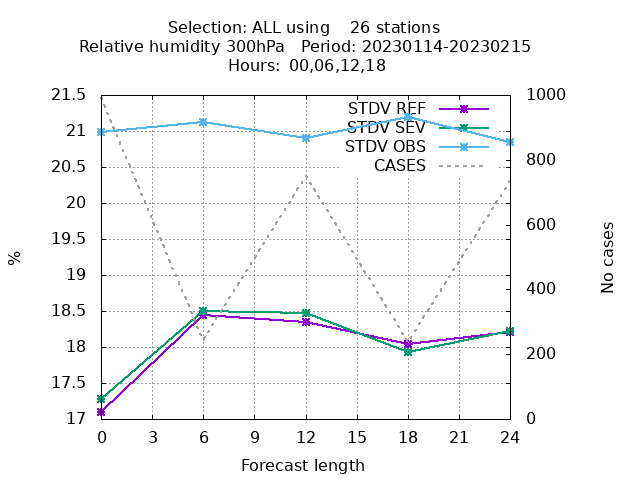 Selection: ALL using    26 stations
Relative humidity 300hPa   Period: 20230114-20230215
Hours: 00,06,12,18
STDV REF
STDV SEV
STDV OBS
CASES
21.5
21
20.5
20
19.5
19
18.5
18
17.5
17
%
1000
800
600
400
200
0
No cases
0 3 6 9 12 15 18 21 24
Forecast length